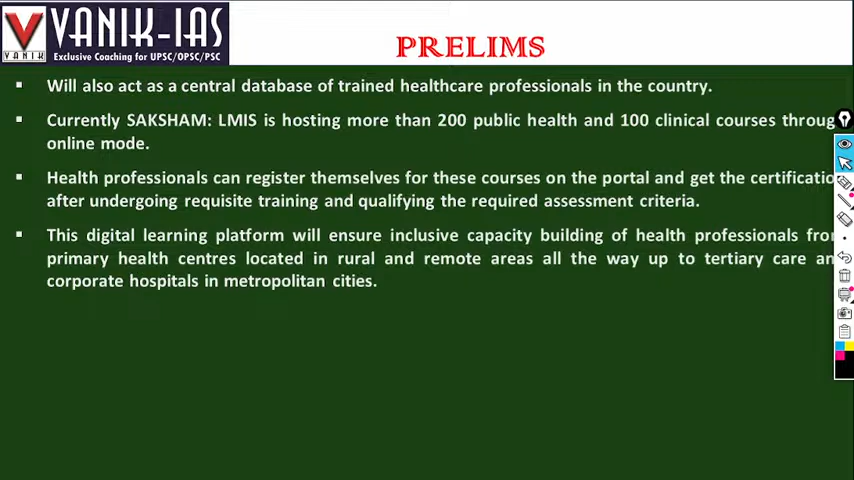 VANIK
VANIK-IAS
Exclusive Coaching for UPSC/OPSC/PSC
PRELIMS
Will also act as a central database of trained healthcare professionals in the country.
Currently SAKSHAM: LMIS is hosting more than 200 public health and 100 clinical courses throug
online mode.
Health professionals can register themselves for these courses on the portal and get the certificatio
after undergoing requisite training and qualifying the required assessment criteria.
This digital learning platform will ensure inclusive capacity building of health professionals fro
primary health centres located in rural and remote areas all the way up to tertiary care an
corporate hospitals in metropolitan cities.